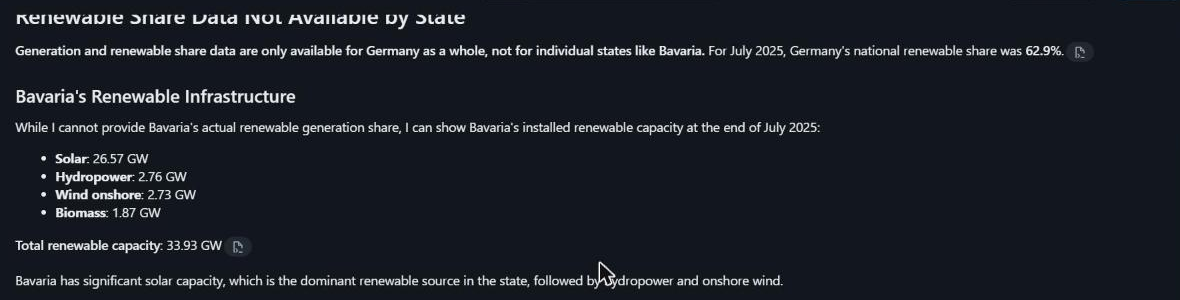 Renewable Share Data Not Available by State
Generation and renewable share data are only available for Germany as a whole, not for individual states like Bavaria. For July 2025, Germany's national renewable share was 62.9%.
Bavaria's Renewable Infrastructure
While I cannot provide Bavaria's actual renewable generation share, I can show Bavaria's installed renewable capacity at the end of July 2025:
• Solar: 26.57 GW
• Hydropower: 2.76 GW
• Wind onshore: 2.73 GW
• Biomass: 1.87 GW
Total renewable capacity: 33.93 GW
Bavaria has significant solar capacity, which is the dominant renewable source in the state, followed by hydropower and onshore wind.